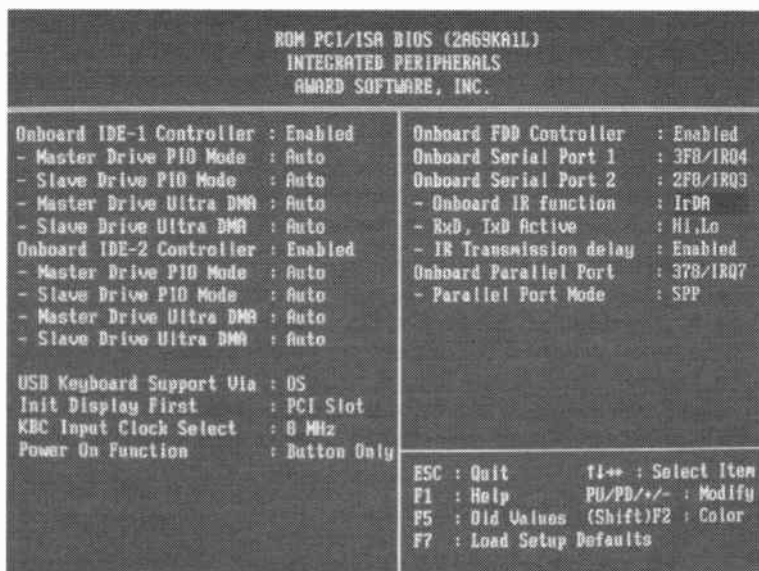 ROM PCI/ISA BIOS (2A69KA1L)
INTEGRATED PERIPHERALS
AWARD SOFTWARE, INC.
Onboard IDE-1 Controller : Enabled
- Master Drive PIO Mode : Auto
- Slave Drive PIO Mode : Auto
- Master Drive Ultra DMA : Auto
- Slave Drive Ultra DMA : Auto
Onboard IDE-2 Controller : Enabled
- Master Drive PIO Mode : Auto
- Slave Drive PIO Mode : Auto
- Master Drive Ultra DMA : Auto
- Slave Drive Ultra DMA : Auto
USB Keyboard Support Via : OS
Init Display First : PCI Slot
KBC Input Clock Select : 8 MHz
Power On Function : Button Only
Onboard FDD Controller : Enabled
Onboard Serial Port 1 : 3F8/IRQ4
Onboard Serial Port 2 : 2F8/IRQ3
- Onboard IR function : IrDA
- RxD, TxD Active : Hi,Lo
- IR Transmission delay : Enabled
Onboard Parallel Port : 378/IRQ7
- Parallel Port Mode : SPP
ESC : Quit ↑↓→← : Select Item
F1 : Help PU/PD/+/- : Modify
F5 : Old Values (Shift)F2 : Color
F7 : Load Setup Defaults